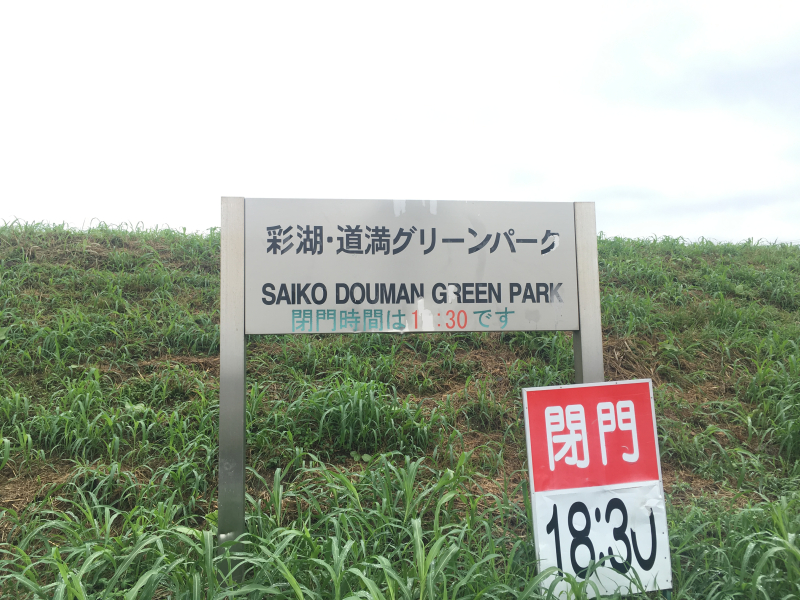 彩湖・道満グリーンパーク
SAIKO DOUMAN GREEN PARK
閉門時間は1 :30です
閉門
18:30